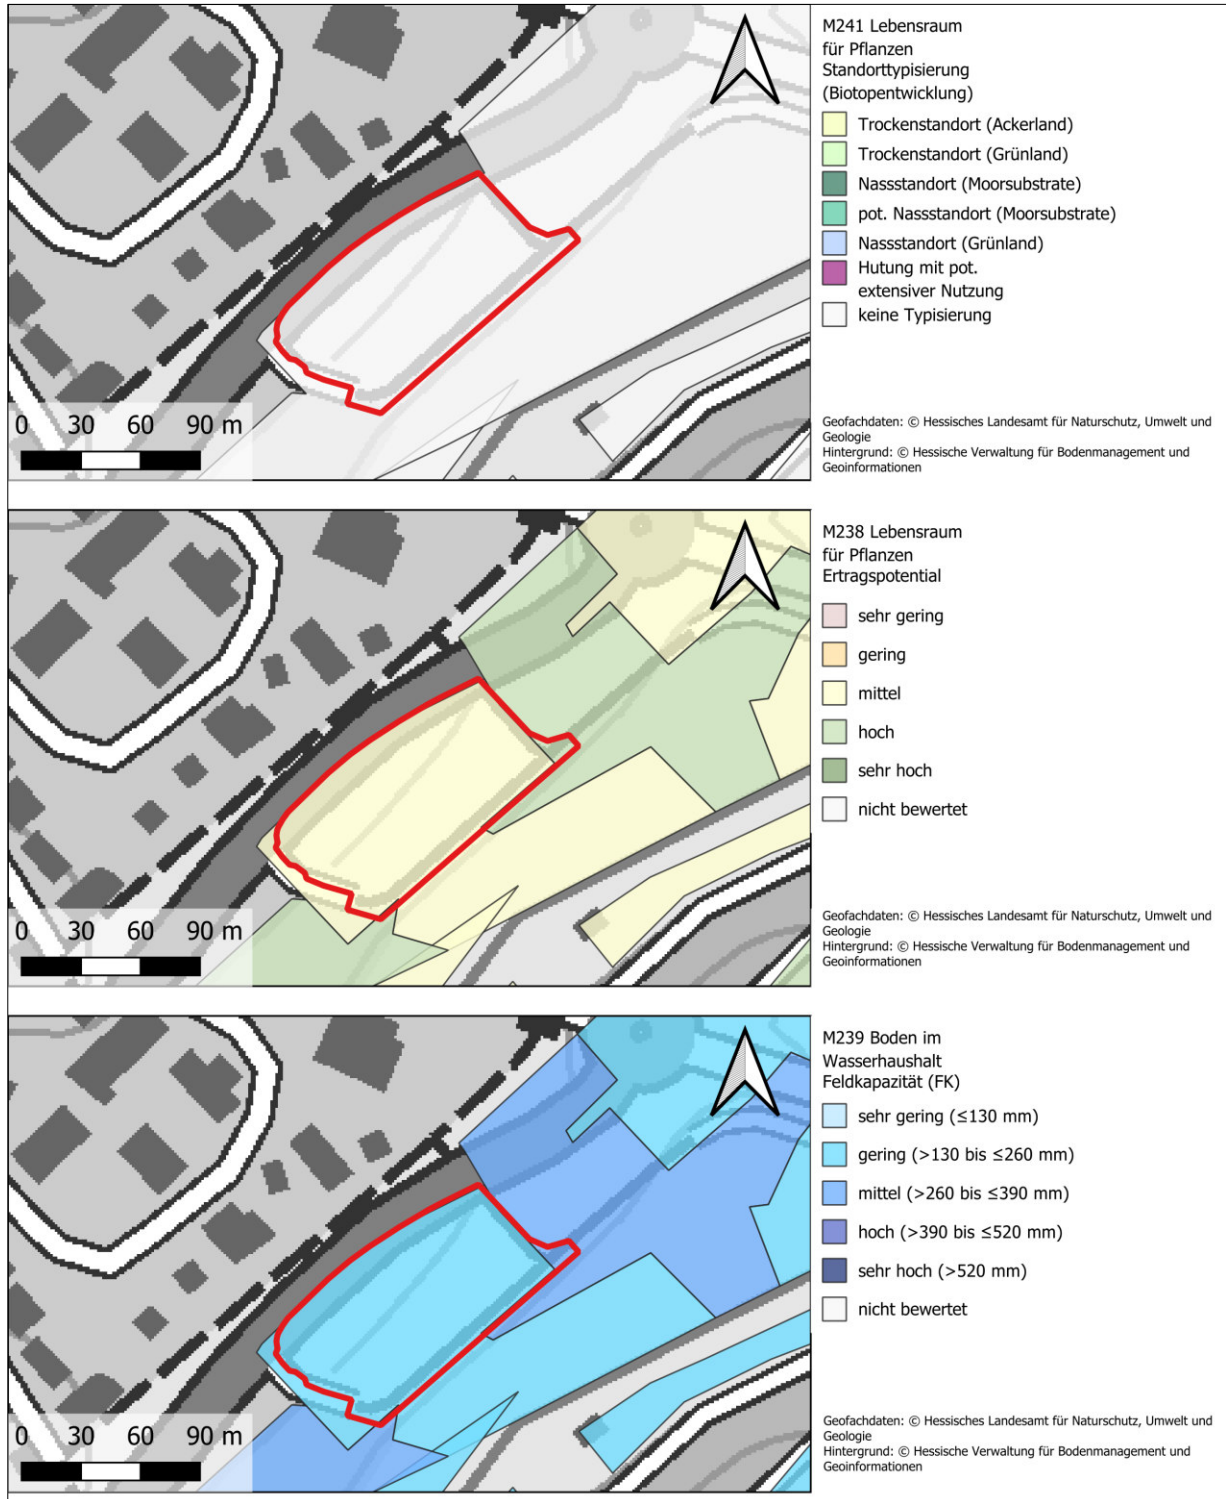 M241 Lebensraum
für Pflanzen
Standorttypisierung
(Biotopentwicklung)
Trockenstandort (Ackerland)
Trockenstandort (Grünland)
Nassstandort (Moorsubstrate)
pot. Nassstandort (Moorsubstrate)
Nassstandort (Grünland)
Hutung mit pot.
extensiver Nutzung
keine Typisierung
0 30 60 90 m
Geofachdaten: © Hessisches Landesamt für Naturschutz, Umwelt und
Geologie
Hintergrund: © Hessische Verwaltung für Bodenmanagement und
Geoinformationen
M238 Lebensraum
für Pflanzen
Ertragspotential
sehr gering
gering
mittel
hoch
sehr hoch
nicht bewertet
0 30 60 90 m
Geofachdaten: © Hessisches Landesamt für Naturschutz, Umwelt und
Geologie
Hintergrund: © Hessische Verwaltung für Bodenmanagement und
Geoinformationen
M239 Boden im
Wasserhaushalt
Feldkapazität (FK)
sehr gering (≤130 mm)
gering (>130 bis ≤260 mm)
mittel (>260 bis ≤390 mm)
hoch (>390 bis ≤520 mm)
sehr hoch (>520 mm)
nicht bewertet
0 30 60 90 m
Geofachdaten: © Hessisches Landesamt für Naturschutz, Umwelt und
Geologie
Hintergrund: © Hessische Verwaltung für Bodenmanagement und
Geoinformationen